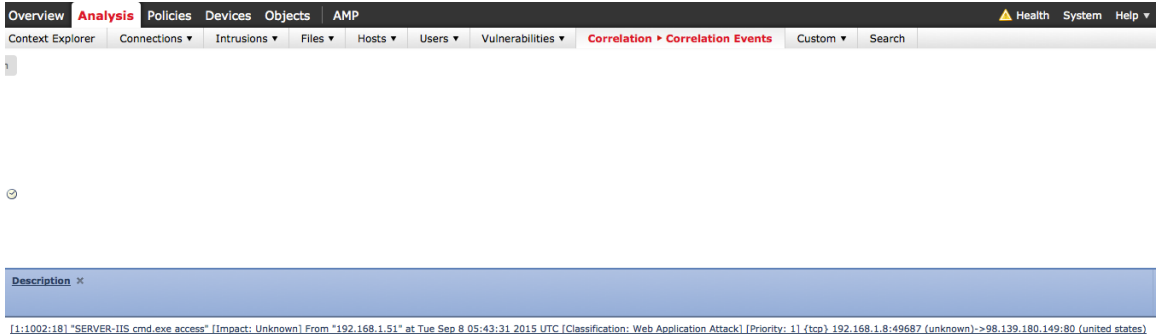 Overview Analysis Policies Devices Objects AMP Health System Help
Context Explorer Connections Intrusions Files Hosts Users Vulnerabilities Correlation ▸ Correlation Events Custom Search
Description
[1:1002:18] "SERVER-IIS cmd.exe access" [Impact: Unknown] From "192.168.1.51" at Tue Sep 8 05:43:31 2015 UTC [Classification: Web Application Attack] [Priority: 1] {tcp} 192.168.1.8:49687 (unknown)->98.139.180.149:80 (united states)